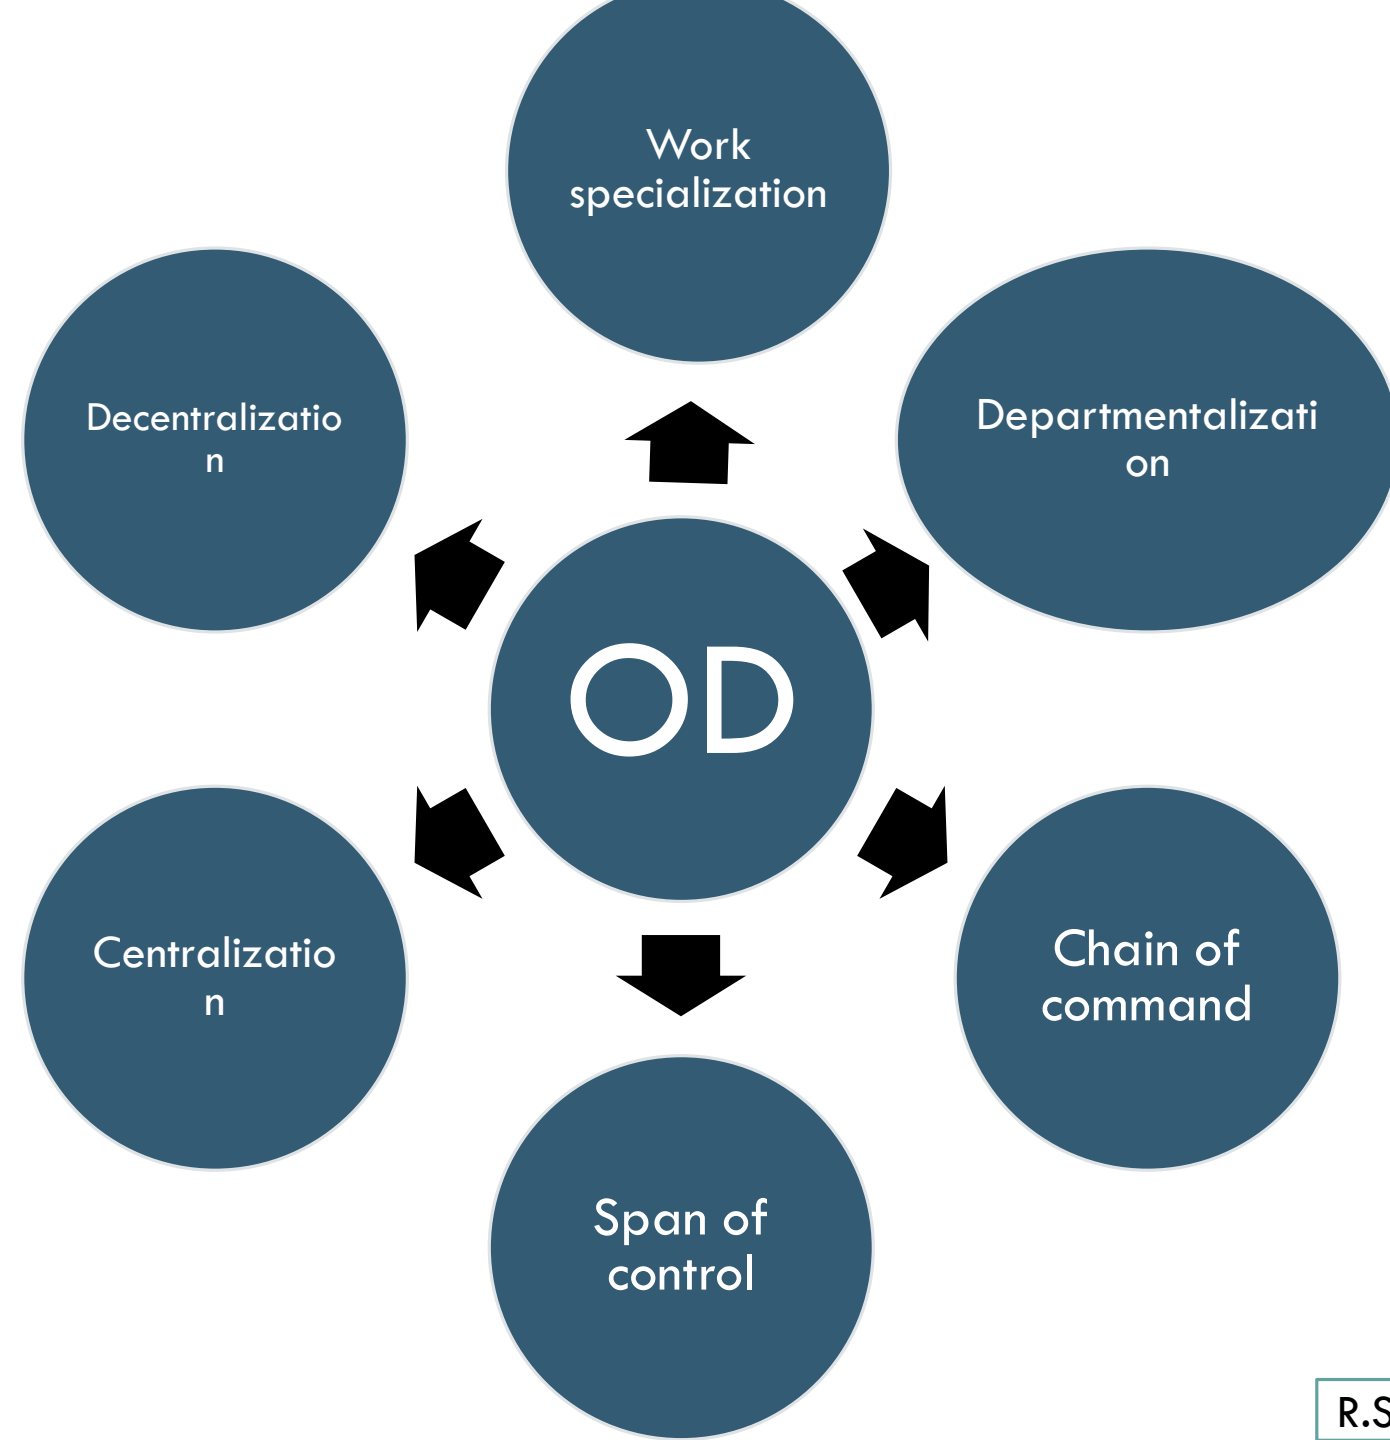 Work
specialization
Decentralizatio
n
Departmentalizati
on
OD
Centralizatio
n
Chain of
command
Span of
control
R.S